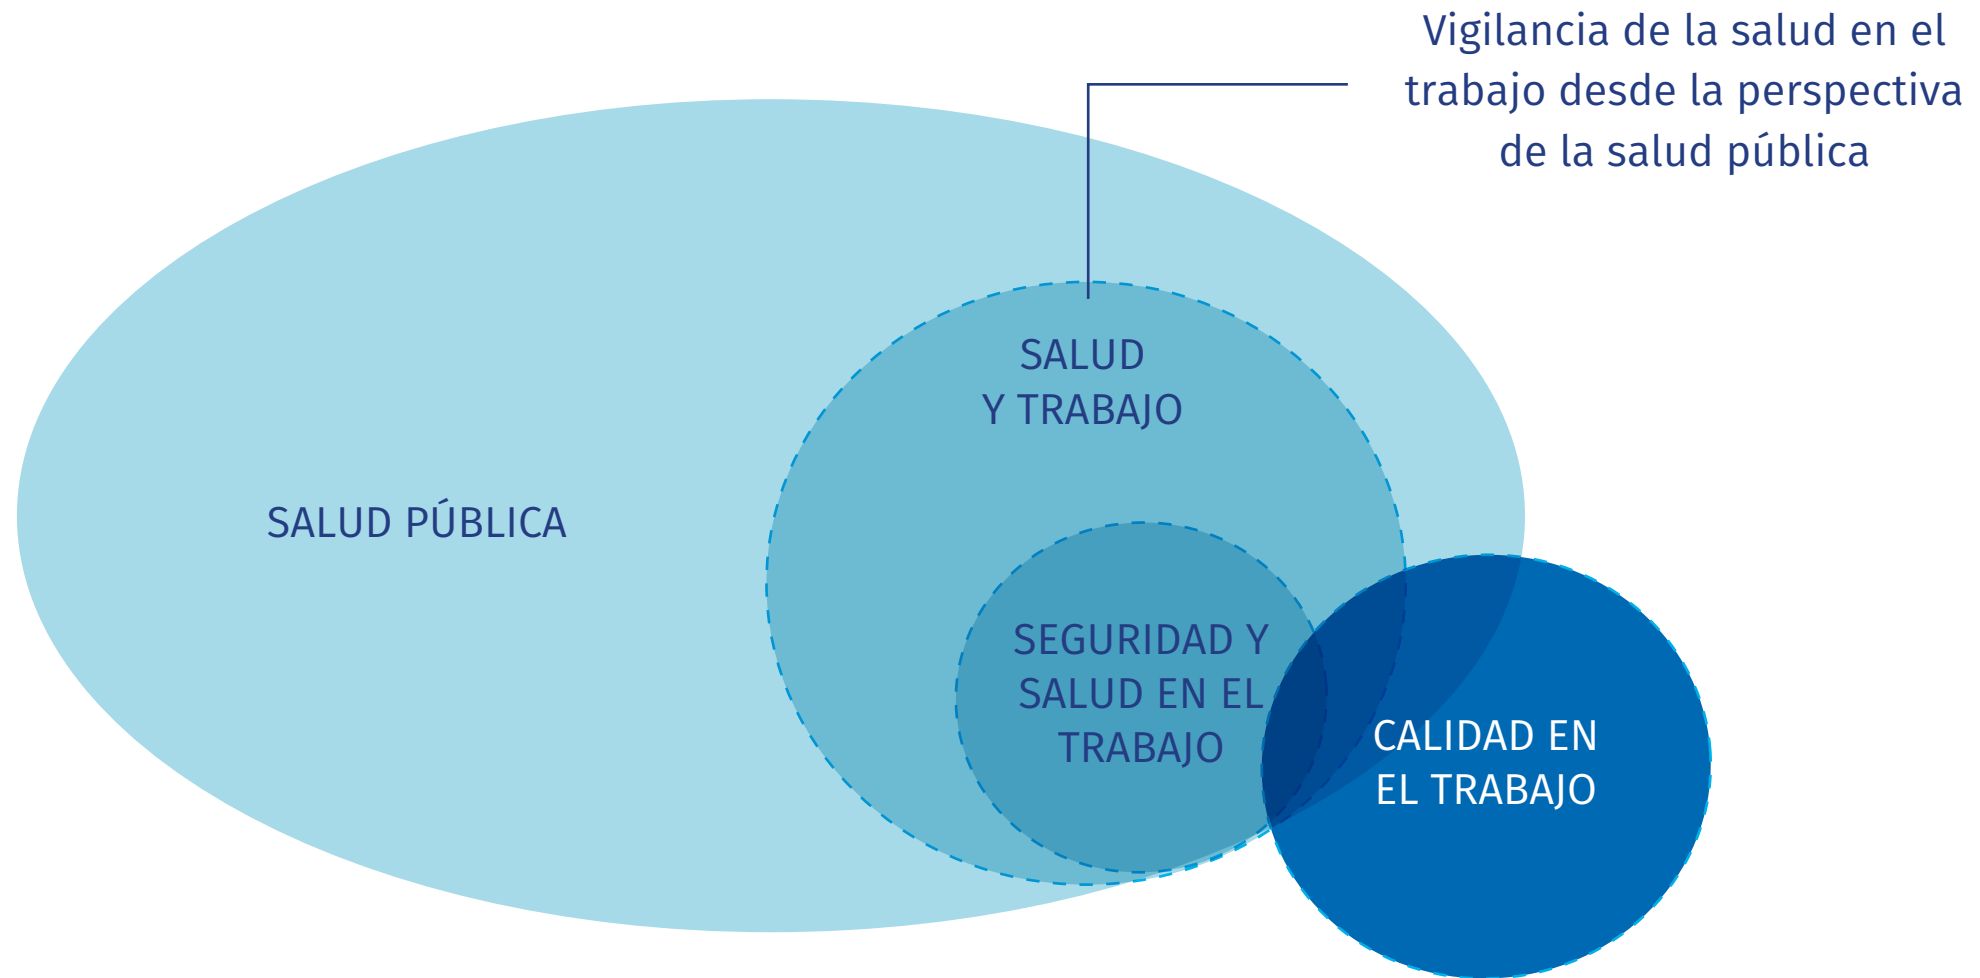 Vigilancia de la salud en el
trabajo desde la perspectiva
de la salud pública
SALUD
Y TRABAJO
SALUD PÚBLICA
SEGURIDAD Y
SALUD EN EL
TRABAJO
CALIDAD EN
EL TRABAJO